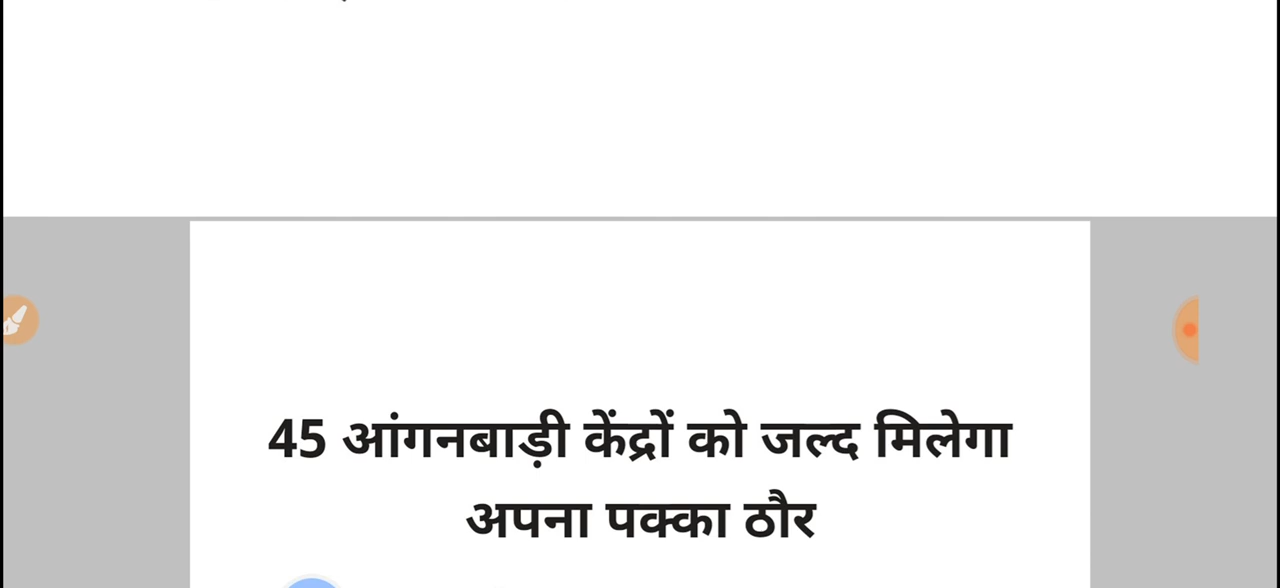 45 आंगनबाड़ी केंद्रों को जल्द मिलेगा
अपना पक्का ठौर